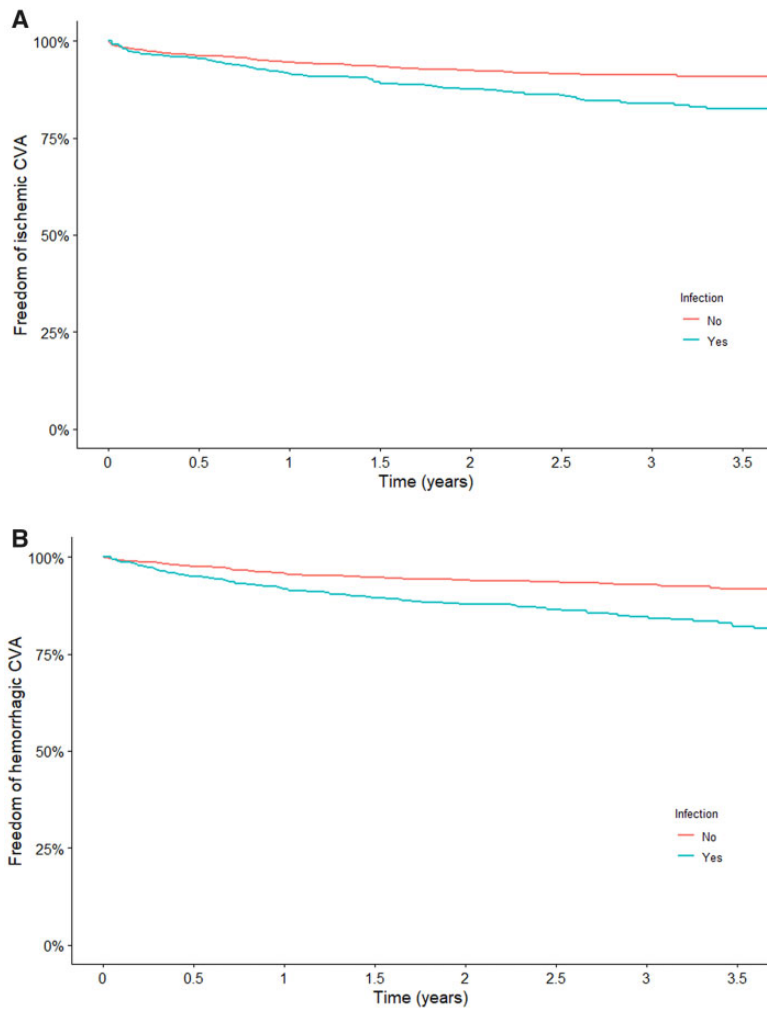 A
100%
75%
50%
25%
0%
Freedom of ischemic CVA
Infection
No
Yes
0 0.5 1 1.5 2 2.5 3 3.5
Time (years)
B
100%
75%
50%
25%
0%
Freedom of hemorrhagic CVA
Infection
No
Yes
0 0.5 1 1.5 2 2.5 3 3.5
Time (years)